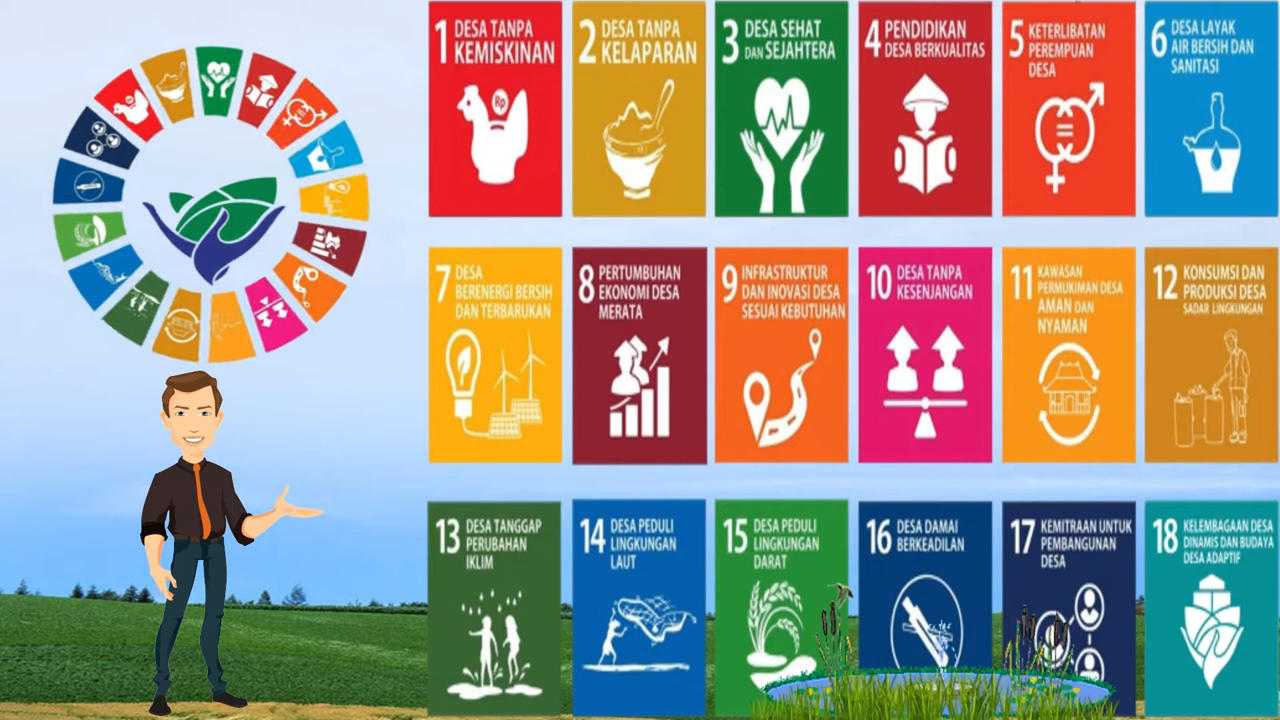 1 DESA TANPA
KEMISKINAN
Rp
2 DESA TANPA
KELAPARAN
3 DESA SEHAT
DAN SEJAHTERA
4 PENDIDIKAN
DESA BERKUALITAS
5 KETERLIBATAN
PEREMPUAN
DESA
6 DESA LAYAK
AIR BERSIH DAN
SANITASI
7 DESA
BERENERGI BERSIH
DAN TERBARUKAN
8 PERTUMBUHAN
EKONOMI DESA
MERATA
9 INFRASTRUKTUR
DAN INOVASI DESA
SESUAI KEBUTUHAN
10 DESA TANPA
KESENJANGAN
11 KAWASAN
PERMUKIMAN DESA
AMAN DAN
NYAMAN
12 KONSUMSI DAN
PRODUKSI DESA
SADAR LINGKUNGAN
13 DESA TANGGAP
PERUBAHAN
IKLIM
14 DESA PEDULI
LINGKUNGAN
LAUT
15 DESA PEDULI
LINGKUNGAN
DARAT
16 DESA DAMAI
BERKEADILAN
17 KEMITRAAN UNTUK
PEMBANGUNAN
DESA
18 KELEMBAGAAN DESA
DINAMIS DAN BUDAYA
DESA ADAPTIF